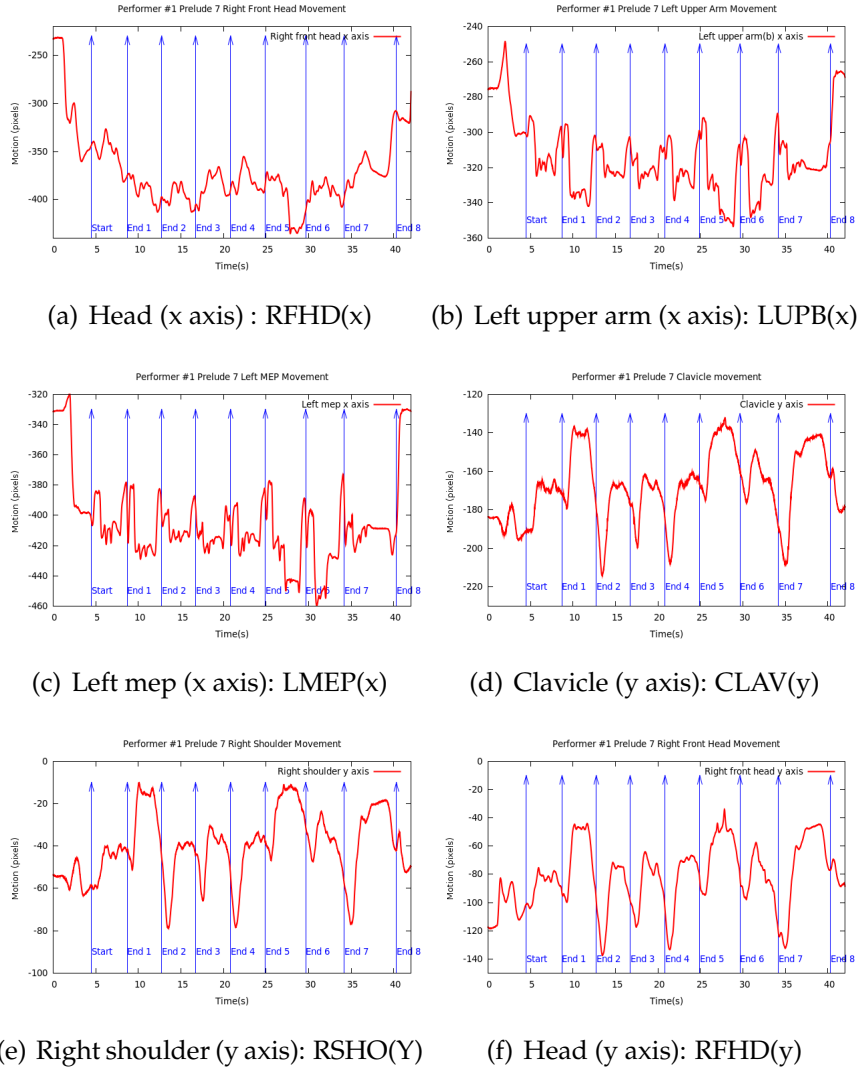 Performer #1 Prelude 7 Right Front Head Movement
Right front head x axis
Motion (pixels)
-250
-300
-350
-400
Start End 1 End 2 End 3 End 4 End 5 End 6 End 7 End 8
0 5 10 15 20 25 30 35 40
Time(s)
(a) Head (x axis) : RFHD(x)
Performer #1 Prelude 7 Left Upper Arm Movement
Left upper arm(b) x axis
Motion (pixels)
-240
-260
-280
-300
-320
-340
-360
Start End 1 End 2 End 3 End 4 End 5 End 6 End 7 End 8
0 5 10 15 20 25 30 35 40
Time(s)
(b) Left upper arm (x axis): LUPB(x)
Performer #1 Prelude 7 Left MEP Movement
Left mep x axis
Motion (pixels)
-320
-340
-360
-380
-400
-420
-440
-460
Start End 1 End 2 End 3 End 4 End 5 End 6 End 7 End 8
0 5 10 15 20 25 30 35 40
Time(s)
(c) Left mep (x axis): LMEP(x)
Performer #1 Prelude 7 Clavicle movement
Clavicle y axis
Motion (pixels)
-120
-140
-160
-180
-200
-220
Start End 1 End 2 End 3 End 4 End 5 End 6 End 7 End 8
0 5 10 15 20 25 30 35 40
Time(s)
(d) Clavicle (y axis): CLAV(y)
Performer #1 Prelude 7 Right Shoulder Movement
Right shoulder y axis
Motion (pixels)
0
-20
-40
-60
-80
-100
Start End 1 End 2 End 3 End 4 End 5 End 6 End 7 End 8
0 5 10 15 20 25 30 35 40
Time(s)
(e) Right shoulder (y axis): RSHO(Y)
Performer #1 Prelude 7 Right Front Head Movement
Right front head y axis
Motion (pixels)
0
-20
-40
-60
-80
-100
-120
-140
Start End 1 End 2 End 3 End 4 End 5 End 6 End 7 End 8
0 5 10 15 20 25 30 35 40
Time(s)
(f) Head (y axis): RFHD(y)